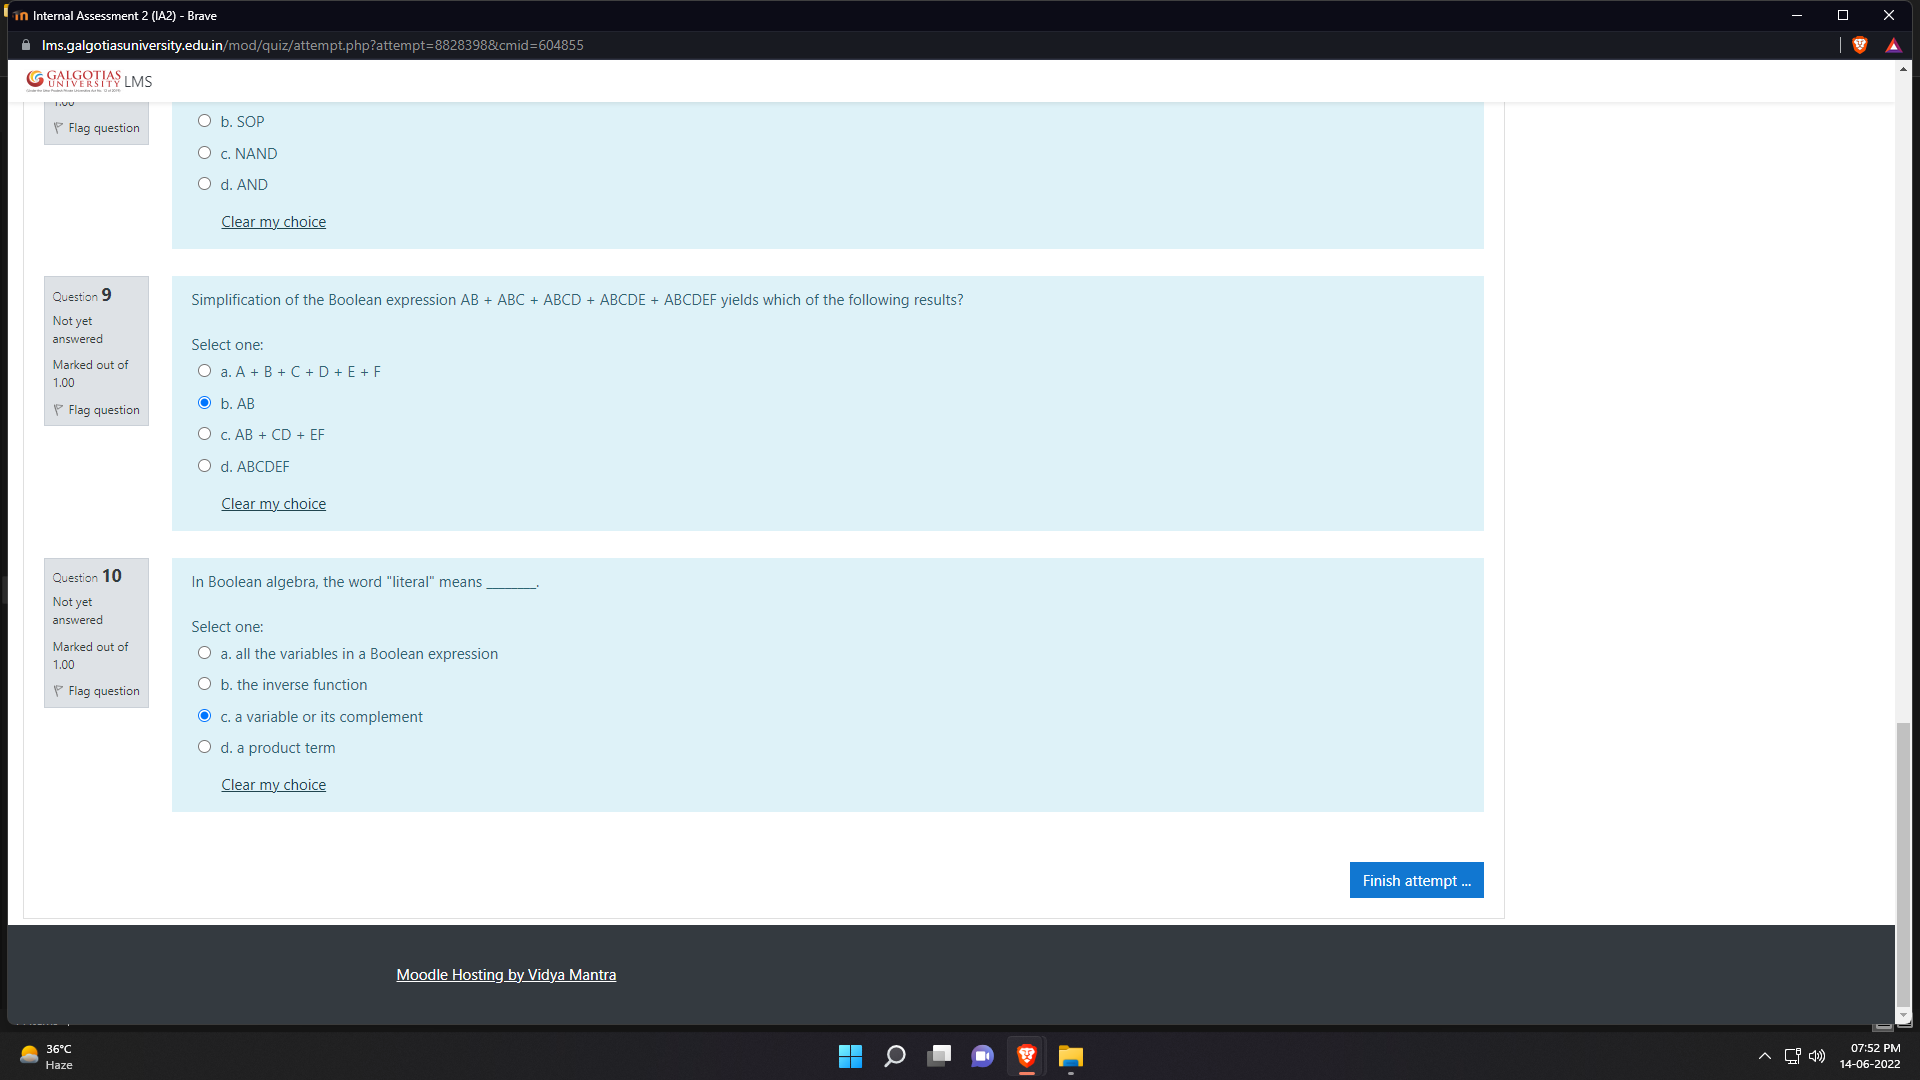 Internal Assessment 2 (IA2) - Brave
lms.galgotiasuniversity.edu.in/mod/quiz/attempt.php?attempt=8828398&cmid=604855
GALGOTIAS
UNIVERSITY LMS
1.00
Flag question
b. SOP
c. NAND
d. AND
Clear my choice
Question 9
Not yet
answered
Marked out of
1.00
Flag question
Simplification of the Boolean expression AB + ABC + ABCD + ABCDE + ABCDEF yields which of the following results?
Select one:
a. A + B + C + D + E + F
b. AB
c. AB + CD + EF
d. ABCDEF
Clear my choice
Question 10
Not yet
answered
Marked out of
1.00
Flag question
In Boolean algebra, the word "literal" means ________.
Select one:
a. all the variables in a Boolean expression
b. the inverse function
c. a variable or its complement
d. a product term
Clear my choice
Finish attempt ...
Moodle Hosting by Vidya Mantra
36°C
Haze
07:52 PM
14-06-2022